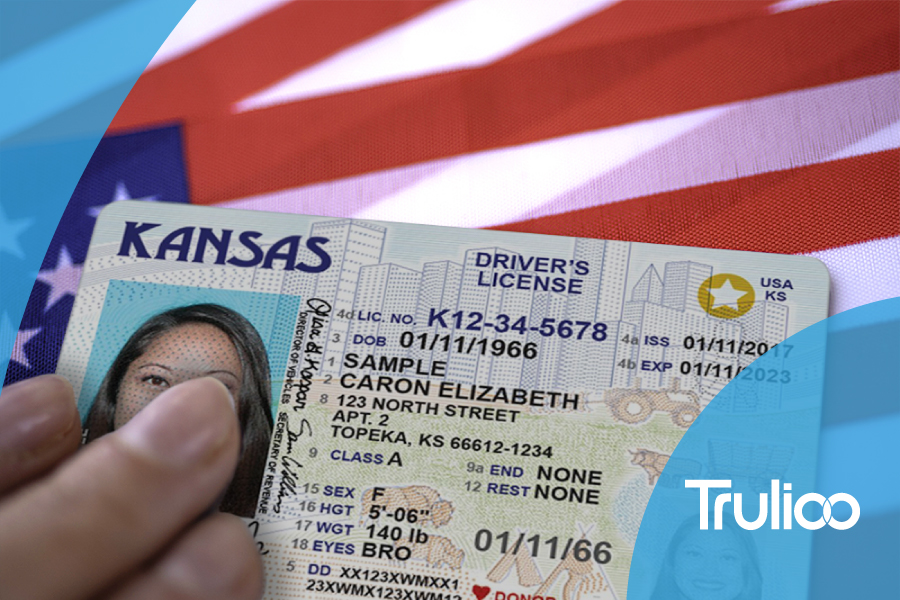 KANSAS
DRIVER'S
LICENSE
USA
KS
4d LIC. NO. K12-34-5678
4a ISS 01/11/2017
3 DOB 01/11/1966
4b EXP 01/11/2023
1 SAMPLE
2 CARON ELIZABETH
8 123 NORTH STREET
APT. 2
TOPEKA, KS 66612-1234
9 CLASS A
9a END NONE
12 REST NONE
15 SEX F
16 HGT 5'-06"
17 WGT 140 lb
18 EYES BRO
01/11/66
5 DD XX123XWMXX1
23XWMX123XWM12
DONOR
DIRECTOR OF VEHICLES
SECRETARY OF REVENUE
Trulioo